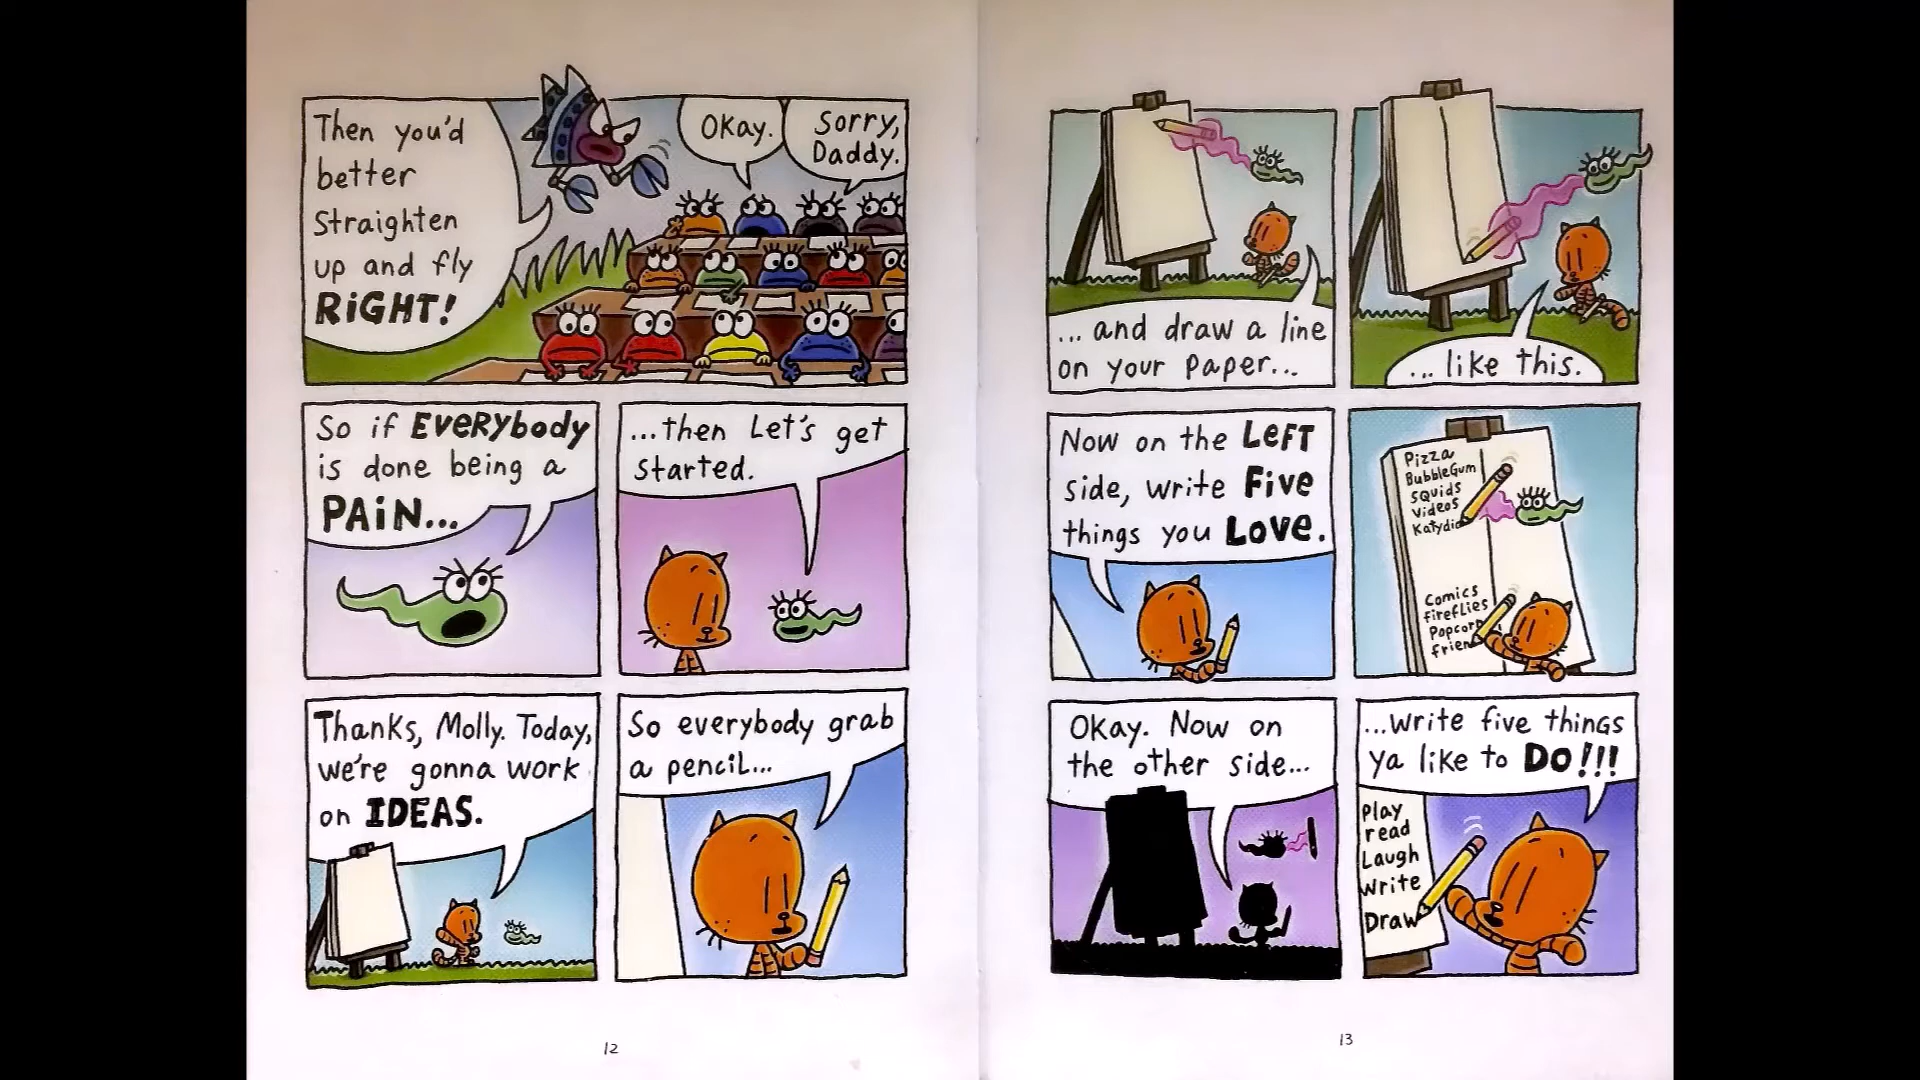 Then you'd
better
Straighten
up and fly
RiGHT!
Okay.
Sorry,
Daddy.
So if EVERYbody
is done being a
PAiN...
...then Let's get
started.
Thanks, Molly. Today,
we're gonna work
on IDEAS.
So everybody grab
a pencil...
12
...and draw a line
on your paper...
...like this.
Now on the LEFT
side, write Five
things you LOVE.
Pizza
BubbleGum
Squids
Videos
Katydid
Comics
fireflies
Popcorn
frien
Okay. Now on
the other side...
...write five things
ya like to DO!!!
Play
read
Laugh
write
Draw
13